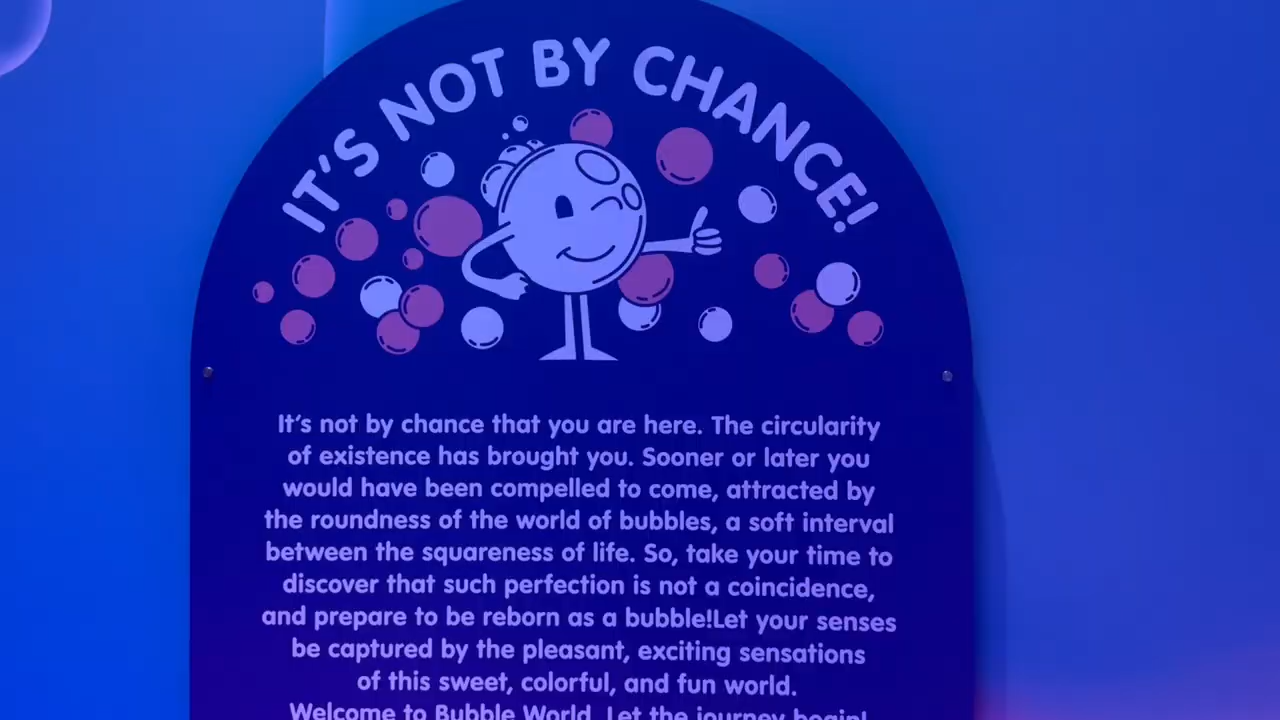 IT'S NOT BY CHANCE!
It's not by chance that you are here. The circularity
of existence has brought you. Sooner or later you
would have been compelled to come, attracted by
the roundness of the world of bubbles, a soft interval
between the squareness of life. So, take your time to
discover that such perfection is not a coincidence,
and prepare to be reborn as a bubble!Let your senses
be captured by the pleasant, exciting sensations
of this sweet, colorful, and fun world.
Welcome to Bubble World. Let the journey begin!